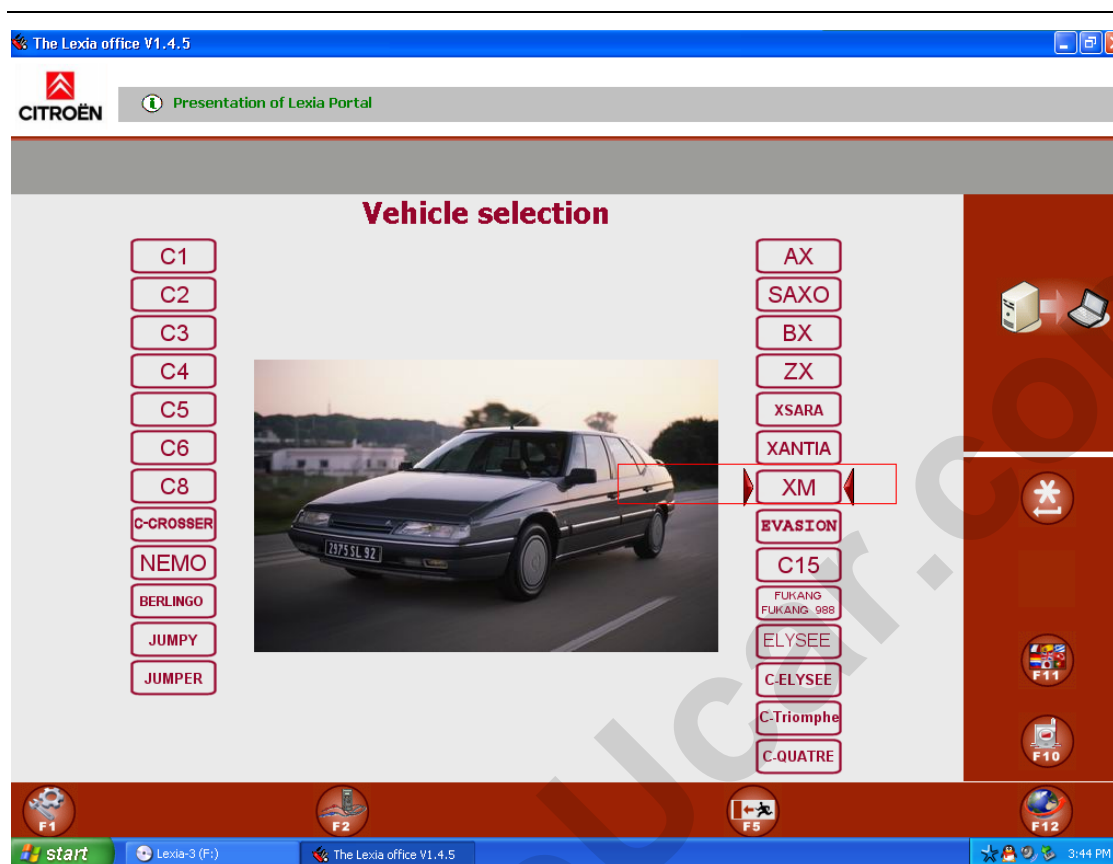 The Lexia office V1.4.5
CITROËN
Presentation of Lexia Portal
Vehicle selection
C1
C2
C3
C4
C5
C6
C8
C-CROSSER
NEMO
BERLINGO
JUMPY
JUMPER
2975 SL 92
AX
SAXO
BX
ZX
XSARA
XANTIA
XM
EVASION
C15
FUKANG
FUKANG 988
ELYSEE
C-ELYSEE
C-Triomphe
C-QUATRE
F11
F10
F1
F2
F5
F12
start
Lexia-3 (F:)
The Lexia office V1.4.5
3:44 PM